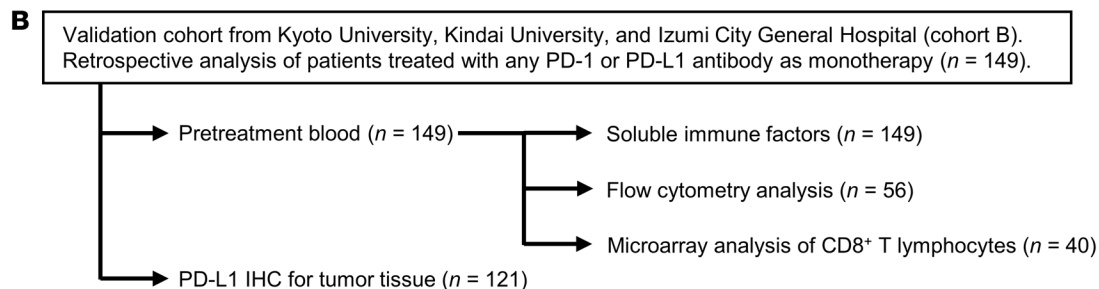 B
Validation cohort from Kyoto University, Kindai University, and Izumi City General Hospital (cohort B).
Retrospective analysis of patients treated with any PD-1 or PD-L1 antibody as monotherapy (n = 149).
Pretreatment blood (n = 149)
Soluble immune factors (n = 149)
Flow cytometry analysis (n = 56)
Microarray analysis of CD8⁺ T lymphocytes (n = 40)
PD-L1 IHC for tumor tissue (n = 121)